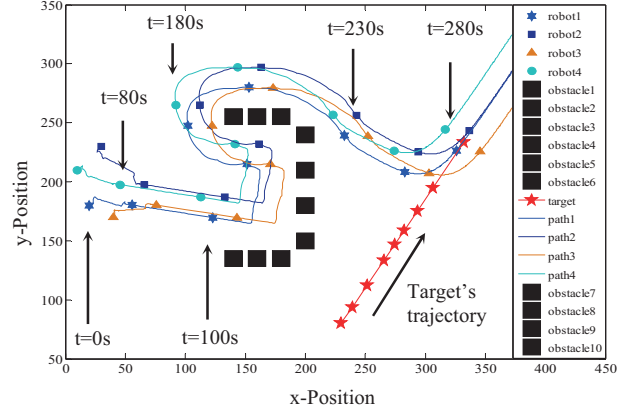 350
300
250
200
150
100
50
0
50
100
150
200
250
300
350
400
450
y-Position
x-Position
t=180s
t=80s
t=0s
t=100s
t=230s
t=280s
Target's
trajectory
robot1
robot2
robot3
robot4
obstacle1
obstacle2
obstacle3
obstacle4
obstacle5
obstacle6
target
path1
path2
path3
path4
obstacle7
obstacle8
obstacle9
obstacle10